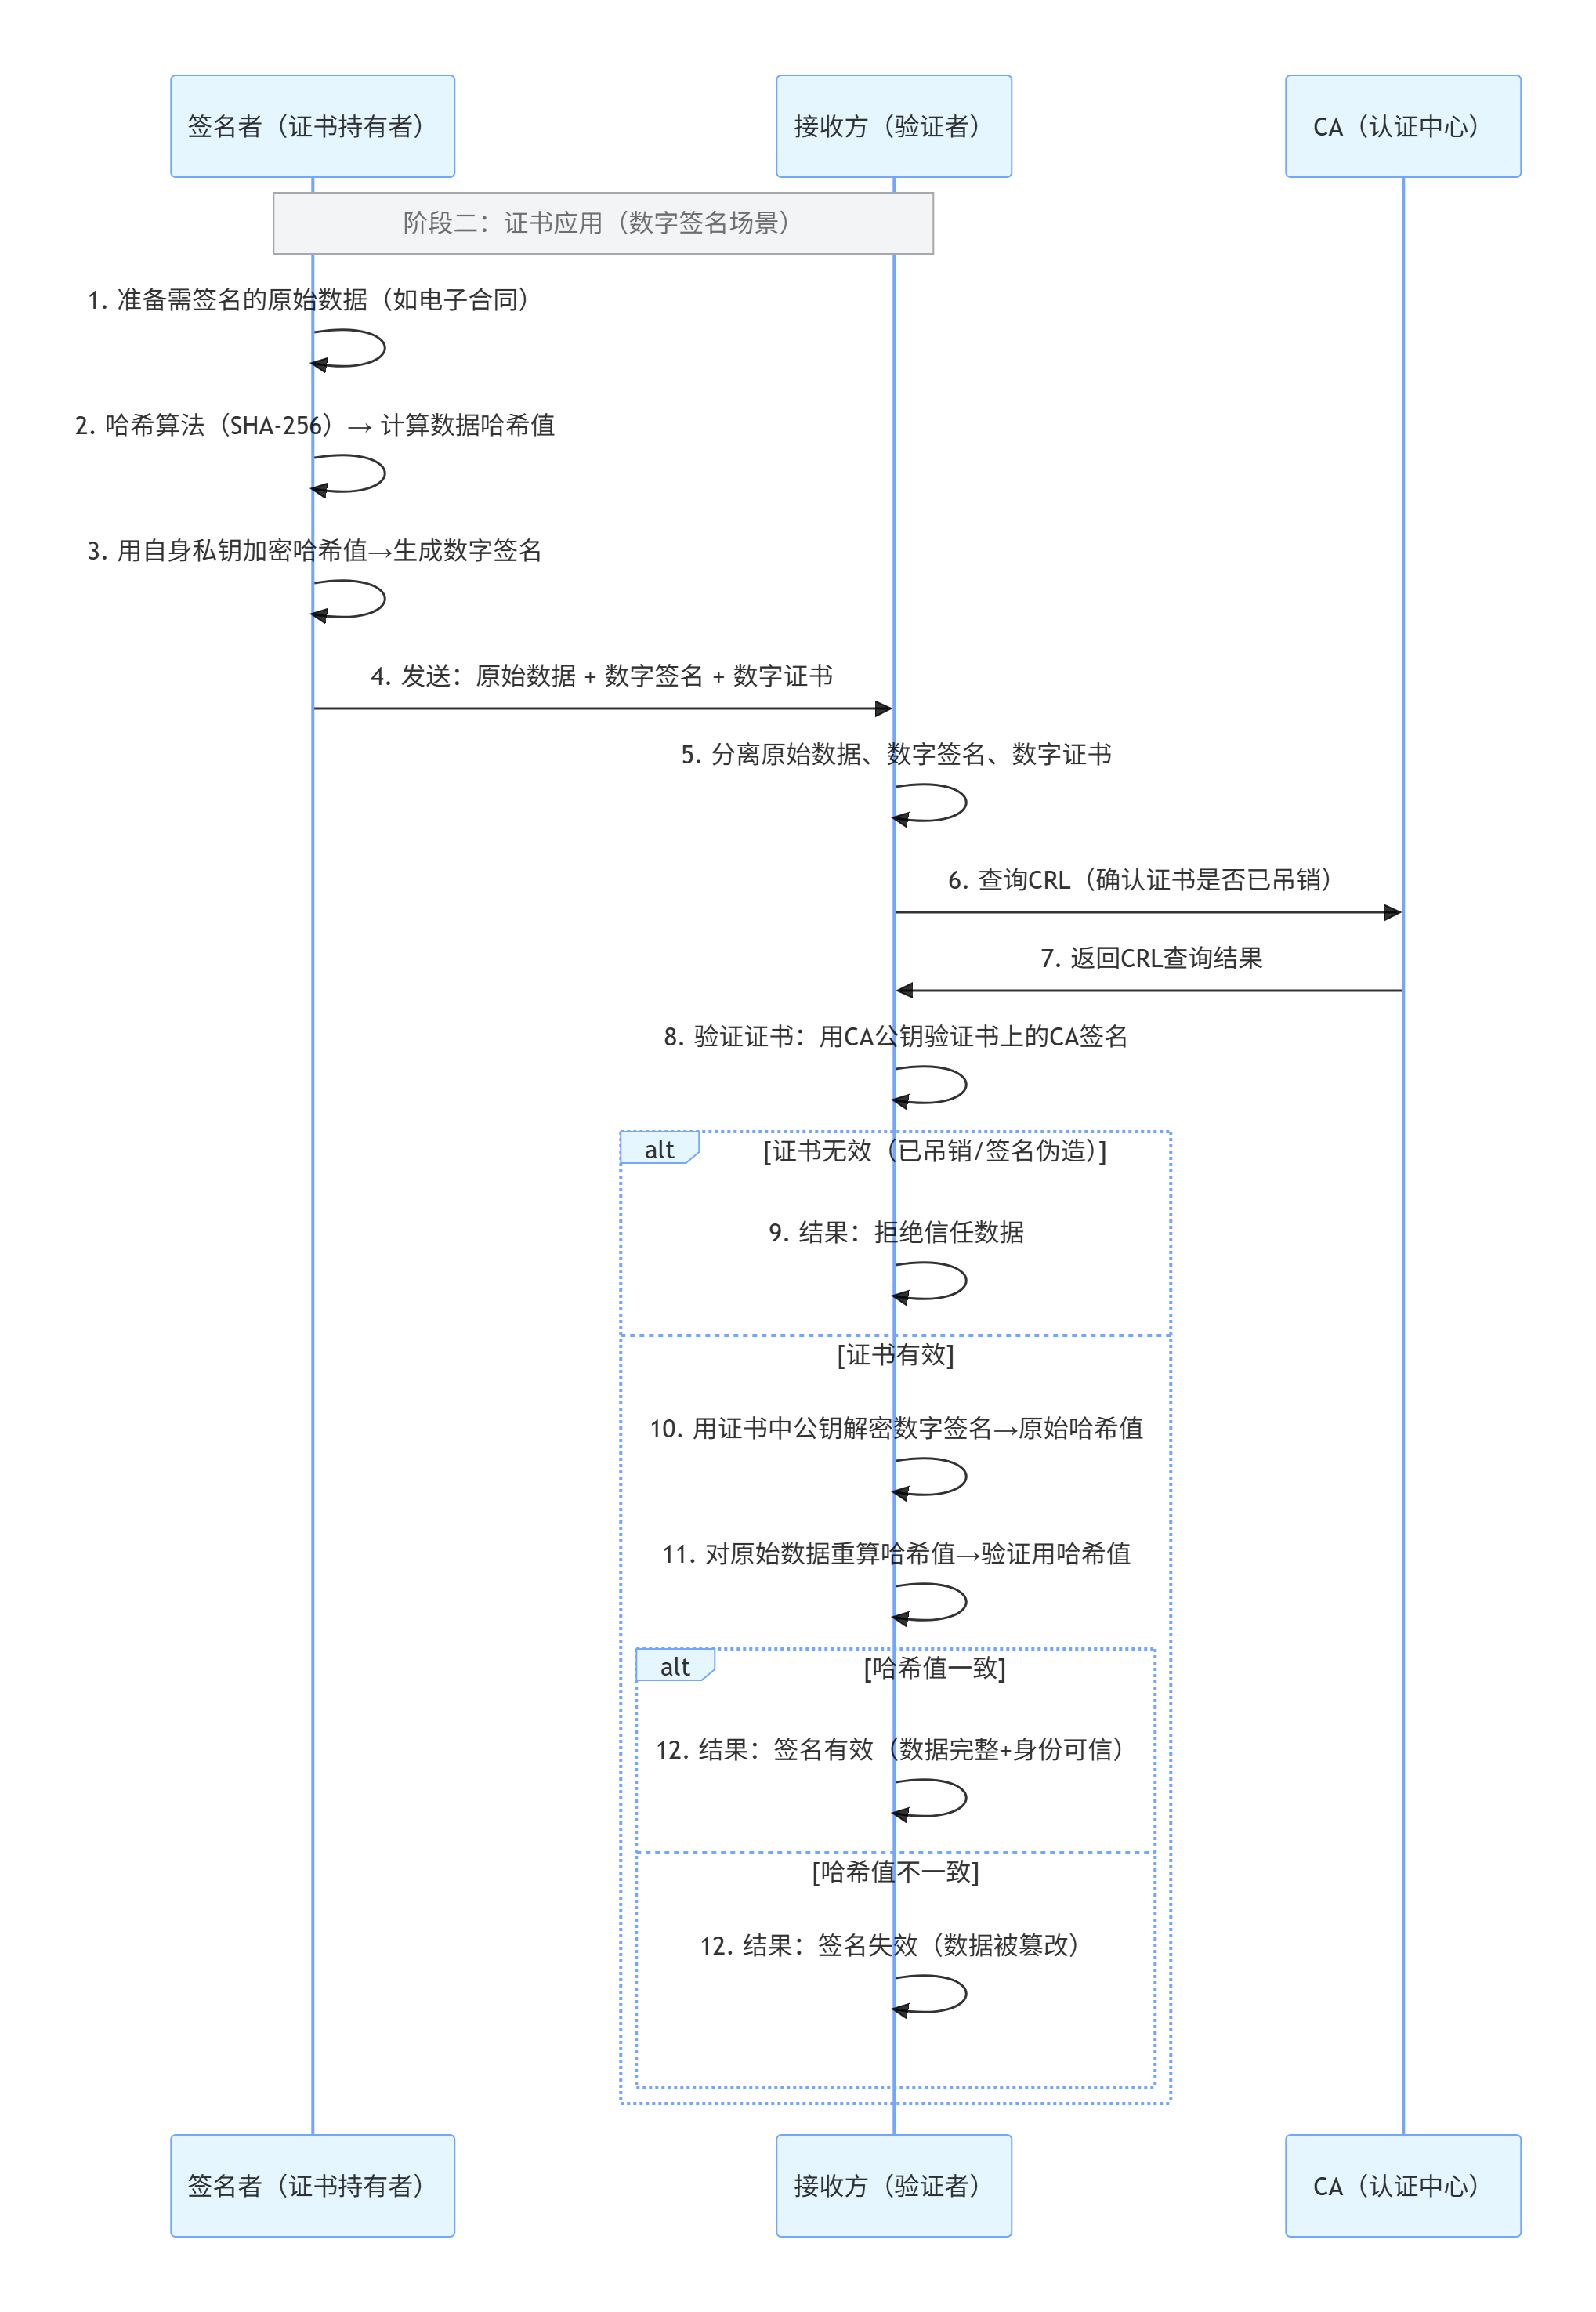 签名者（证书持有者）
接收方（验证者）
CA（认证中心）
阶段二：证书应用（数字签名场景）
1. 准备需签名的原始数据（如电子合同）
2. 哈希算法（SHA-256）→ 计算数据哈希值
3. 用自身私钥加密哈希值→生成数字签名
4. 发送：原始数据 + 数字签名 + 数字证书
5. 分离原始数据、数字签名、数字证书
6. 查询CRL（确认证书是否已吊销）
7. 返回CRL查询结果
8. 验证证书：用CA公钥验证书上的CA签名
alt
[证书无效（已吊销/签名伪造）]
9. 结果：拒绝信任数据
[证书有效]
10. 用证书中公钥解密数字签名→原始哈希值
11. 对原始数据重算哈希值→验证用哈希值
alt
[哈希值一致]
12. 结果：签名有效（数据完整+身份可信）
[哈希值不一致]
12. 结果：签名失效（数据被篡改）
签名者（证书持有者）
接收方（验证者）
CA（认证中心）